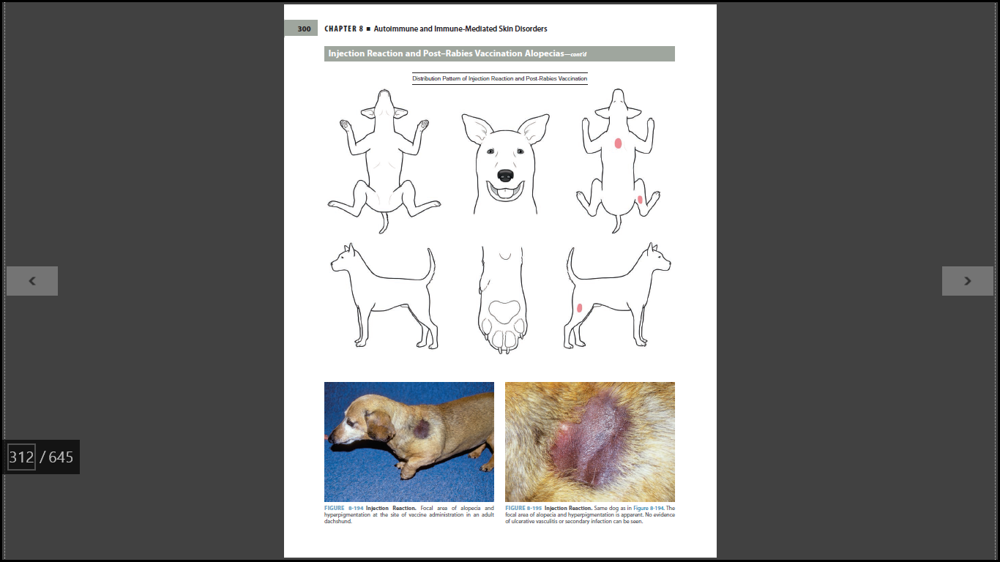 300 CHAPTER 8 ■ Autoimmune and Immune-Mediated Skin Disorders
Injection Reaction and Post–Rabies Vaccination Alopecias—cont'd
Distribution Pattern of Injection Reaction and Post-Rabies Vaccination
FIGURE 8-194 Injection Reaction. Focal area of alopecia and
hyperpigmentation at the site of vaccine administration in an adult
dachshund.
FIGURE 8-195 Injection Reaction. Same dog as in Figure 8-194. The
focal area of alopecia and hyperpigmentation is apparent. No evidence
of ulcerative vasculitis or secondary infection can be seen.
312 / 645